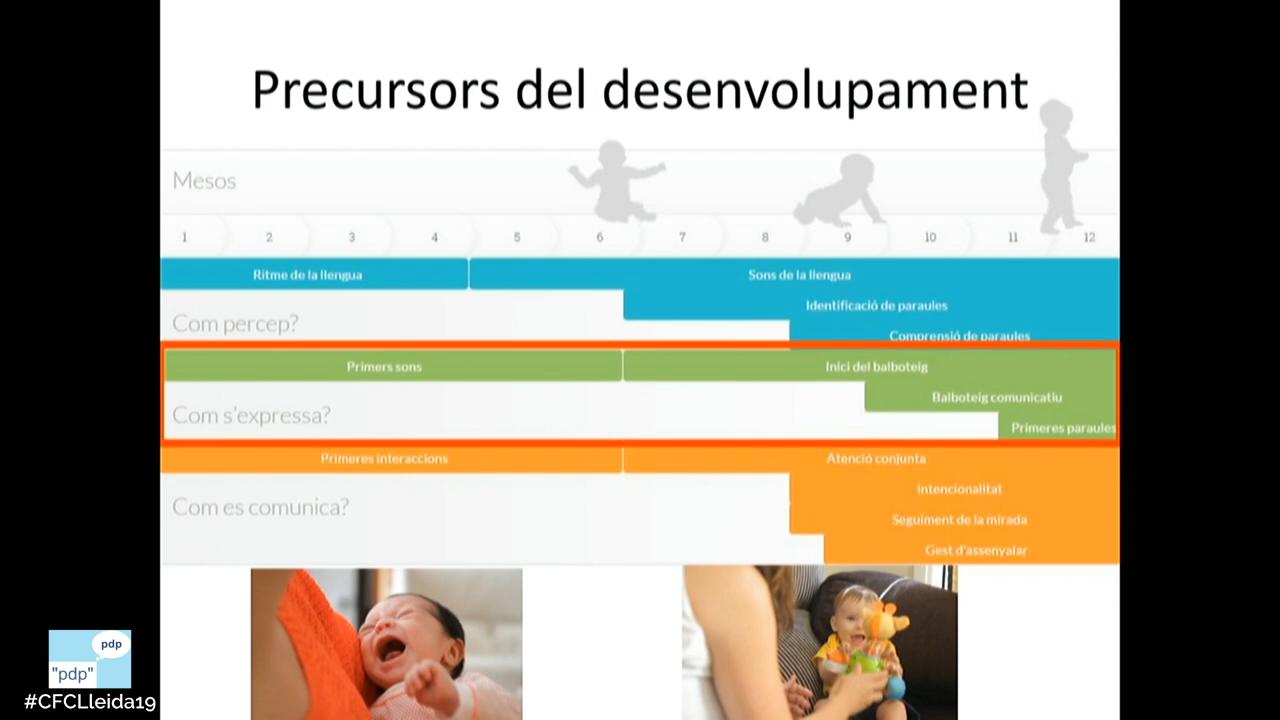 Precursors del desenvolupament
Mesos
1 2 3 4 5 6 7 8 9 10 11 12
Ritme de la llengua
Sons de la llengua
Identificació de paraules
Com percep?
Comprensió de paraules
Primers sons
Inici del balboteig
Balboteig comunicatiu
Com s'expressa?
Primeres paraules
Primeres interaccions
Atenció conjunta
Intencionalitat
Com es comunica?
Seguiment de la mirada
Gest d'assenyalar
pdp
"pdp"
#CFCLleida19